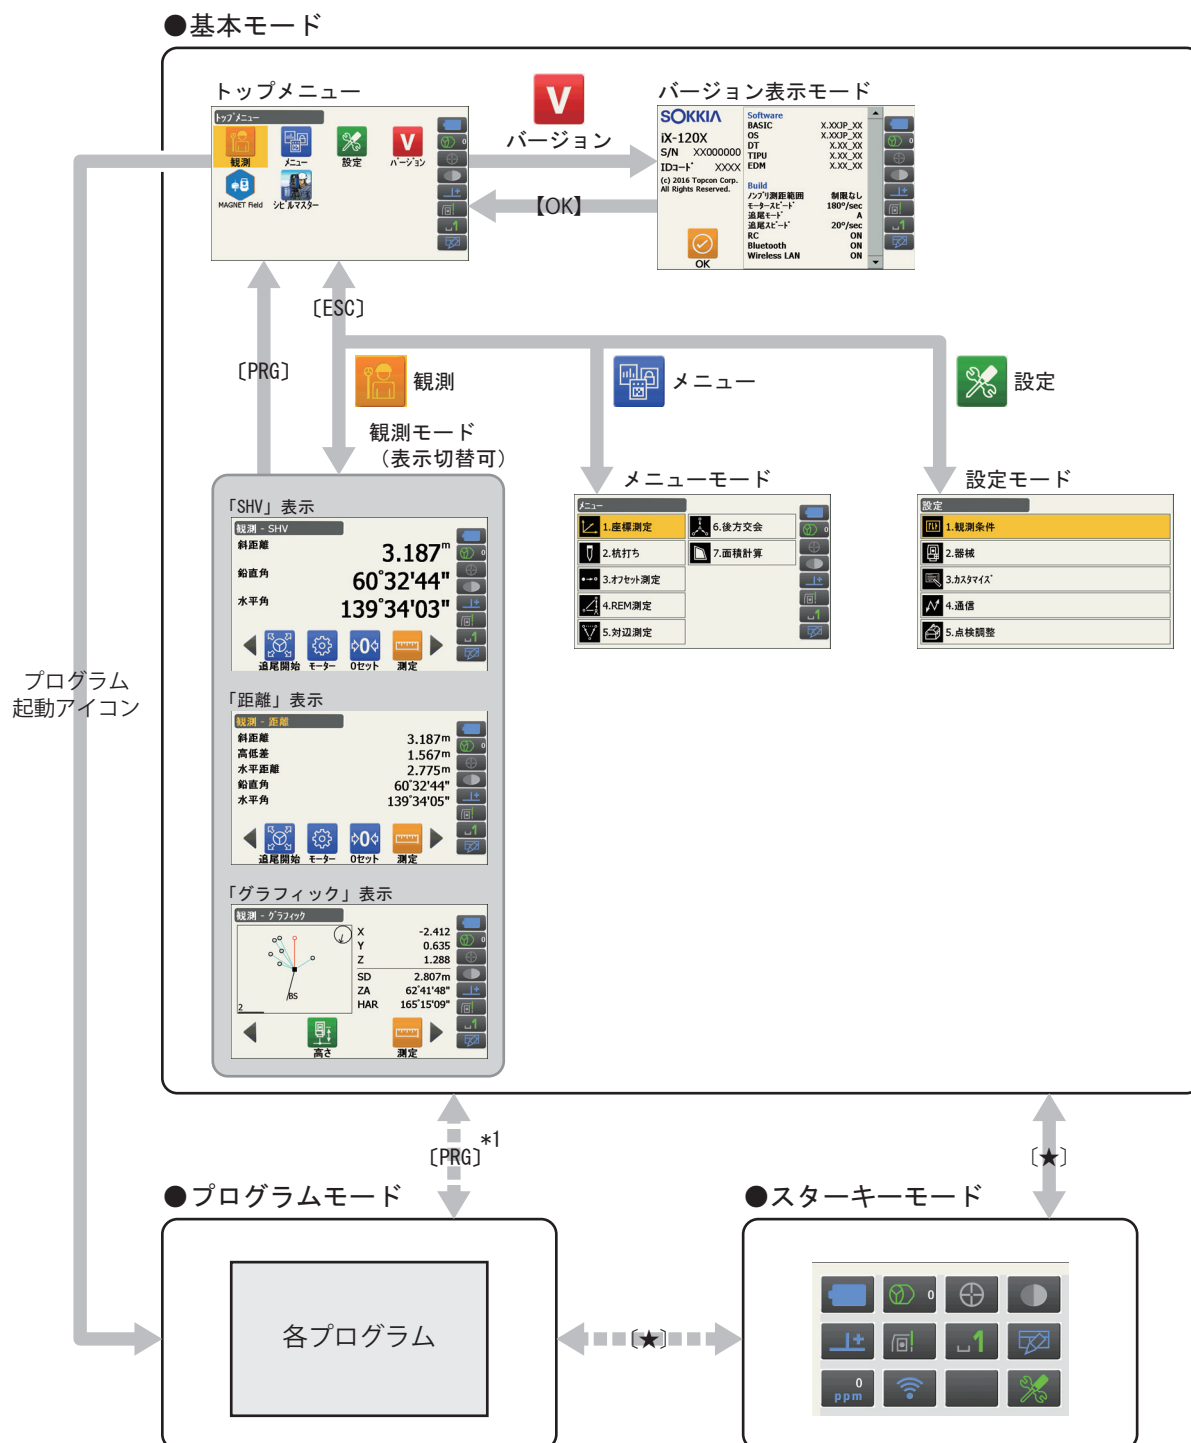 ●基本モード
トップメニュー
トップメニュー
観測
メニュー
設定
V
バージョン
MAGNET Field
シビルマスター
V
バージョン
【OK】
バージョン表示モード
SOKKIA
iX-120X
S/N XX000000
IDコード XXXX
(c) 2016 Topcon Corp.
All Rights Reserved.
OK
Software
BASIC X.XXJP_XX
OS X.XXJP_XX
DT X.XX_XX
TIPU X.XX_XX
EDM X.XX_XX
Build
ノンプリ測距範囲 制限なし
モータースピード 180°/sec
追尾モード A
追尾スピード 20°/sec
RC ON
Bluetooth ON
Wireless LAN ON
〔ESC〕
〔PRG〕
観測
メニュー
設定
観測モード
（表示切替可）
メニューモード
設定モード
「SHV」表示
観測 - SHV
斜距離 3.187m
鉛直角 60°32'44"
水平角 139°34'03"
追尾開始 モーター 0セット 測定
「距離」表示
観測 - 距離
斜距離 3.187m
高低差 1.567m
水平距離 2.775m
鉛直角 60°32'44"
水平角 139°34'05"
追尾開始 モーター 0セット 測定
「グラフィック」表示
観測 - グラフィック
BS
2
X -2.412
Y 0.635
Z 1.288
SD 2.807m
ZA 62°41'48"
HAR 165°15'09"
高さ 測定
メニュー
1.座標測定
2.杭打ち
3.オフセット測定
4.REM測定
5.対辺測定
6.後方交会
7.面積計算
設定
1.観測条件
2.器械
3.カスタマイズ
4.通信
5.点検調整
プログラム
起動アイコン
〔PRG〕*1
〔★〕
●プログラムモード
各プログラム
〔★〕
●スターキーモード
0
1
0
ppm